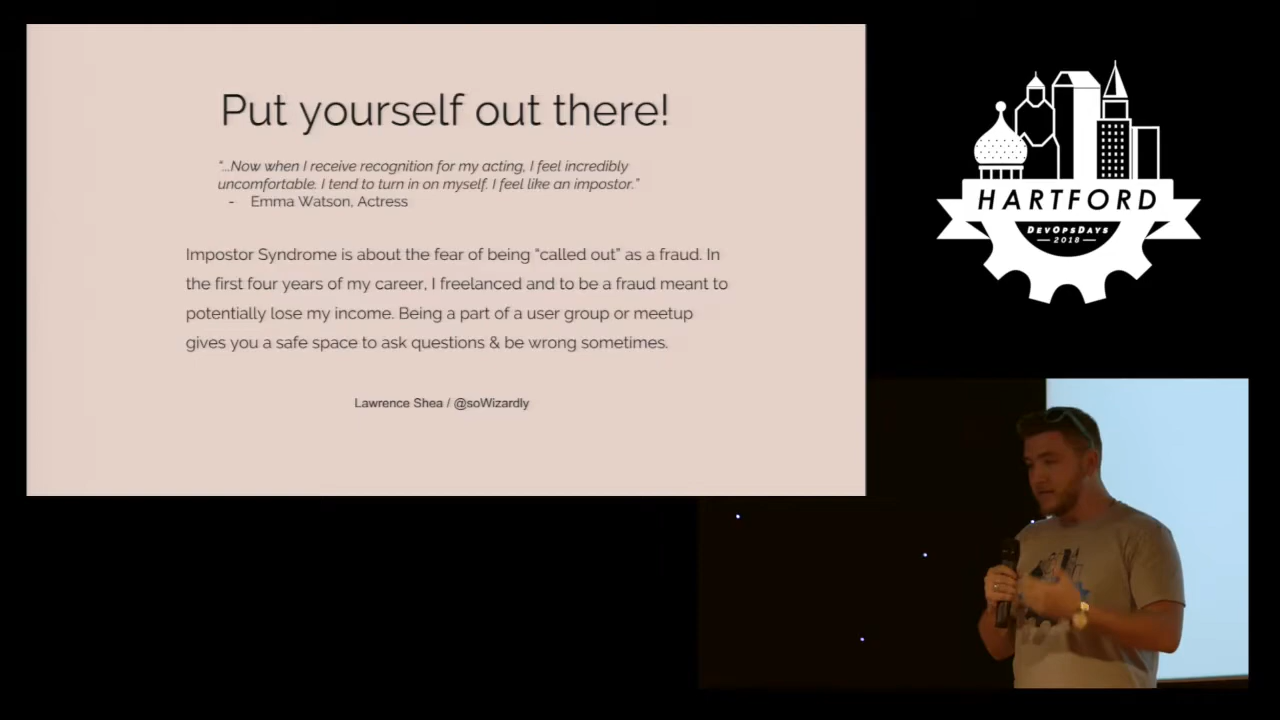 Put yourself out there!
“...Now when I receive recognition for my acting, I feel incredibly
uncomfortable. I tend to turn in on myself. I feel like an impostor.”
- Emma Watson, Actress
Impostor Syndrome is about the fear of being “called out” as a fraud. In
the first four years of my career, I freelanced and to be a fraud meant to
potentially lose my income. Being a part of a user group or meetup
gives you a safe space to ask questions & be wrong sometimes.
Lawrence Shea / @soWizardly
HARTFORD
DEVOPSDAYS
2018